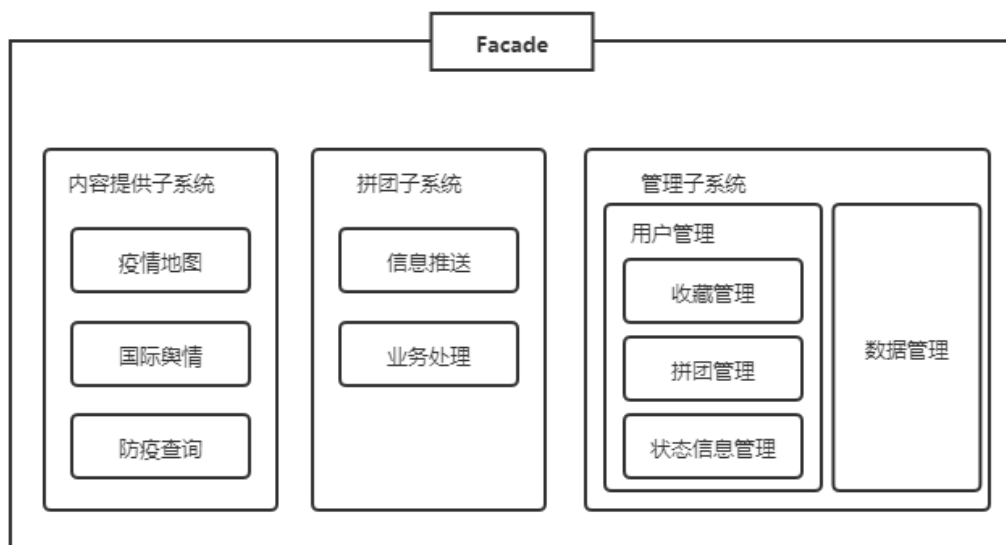 Facade
内容提供子系统
疫情地图
国际舆情
防疫查询
拼团子系统
信息推送
业务处理
管理子系统
用户管理
收藏管理
拼团管理
状态信息管理
数据管理